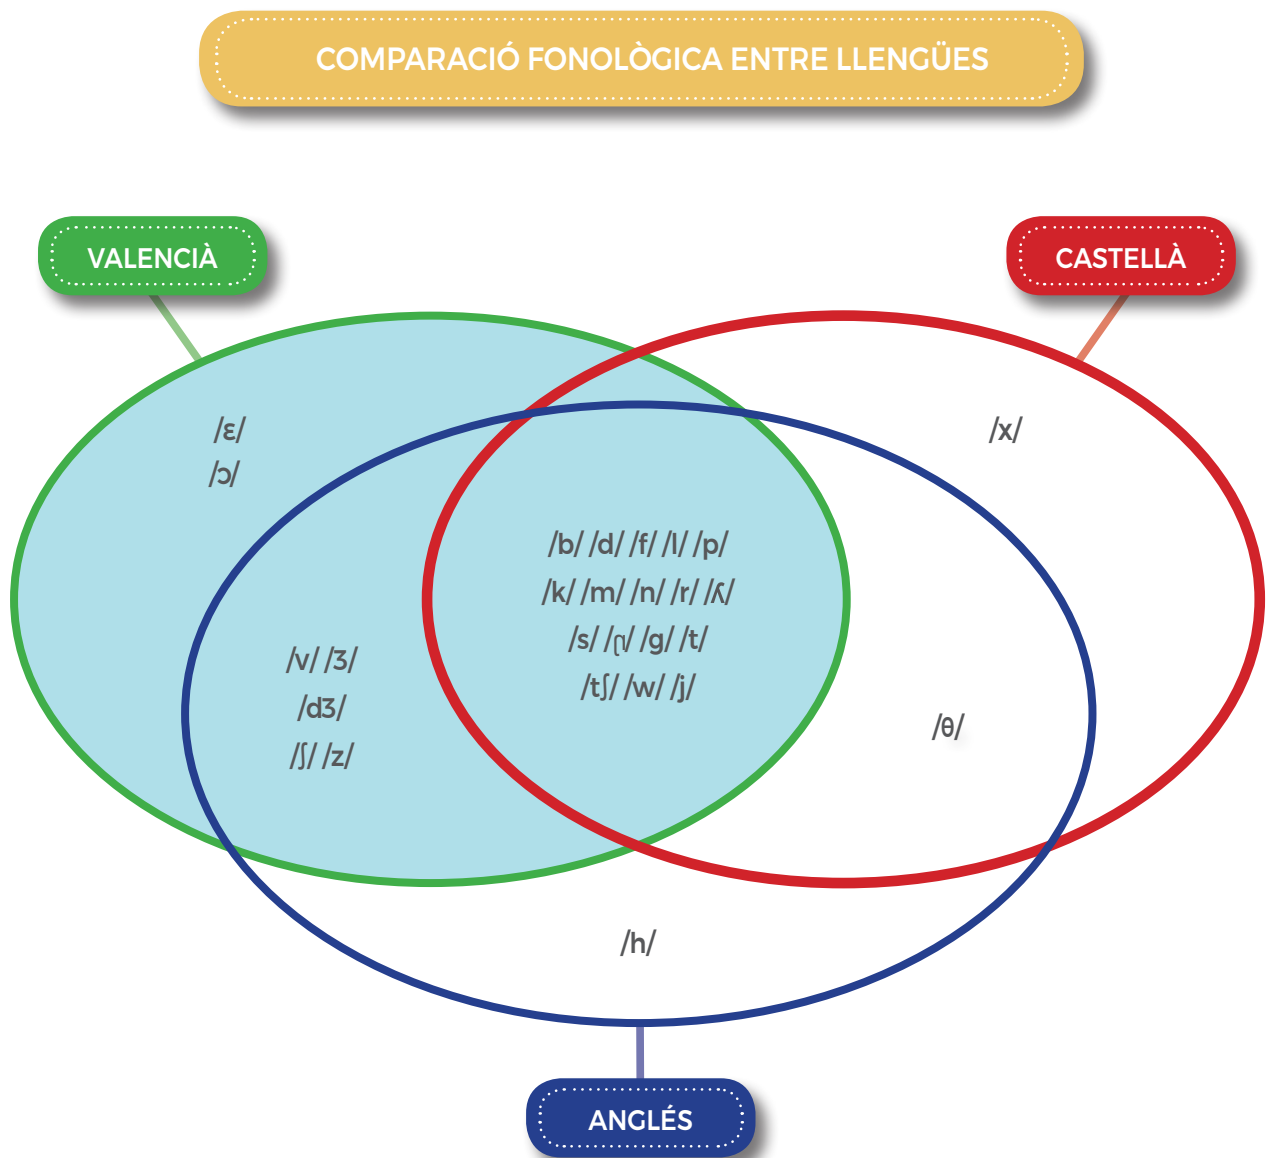 COMPARACIÓ FONOLÒGICA ENTRE LLENGÜES
VALENCIÀ
CASTELLÀ
/ɛ/
/ɔ/
/x/
/b/ /d/ /f/ /l/ /p/
/k/ /m/ /n/ /r/ /ʎ/
/s/ /g/ /t/
/tʃ/ /w/ /j/
/v/ /ʒ/
/dʒ/
/ʃ/ /z/
/θ/
/h/
ANGLÉS